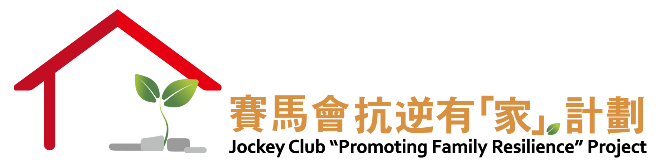 賽馬會抗逆有「家」計劃
Jockey Club “Promoting Family Resilience” Project